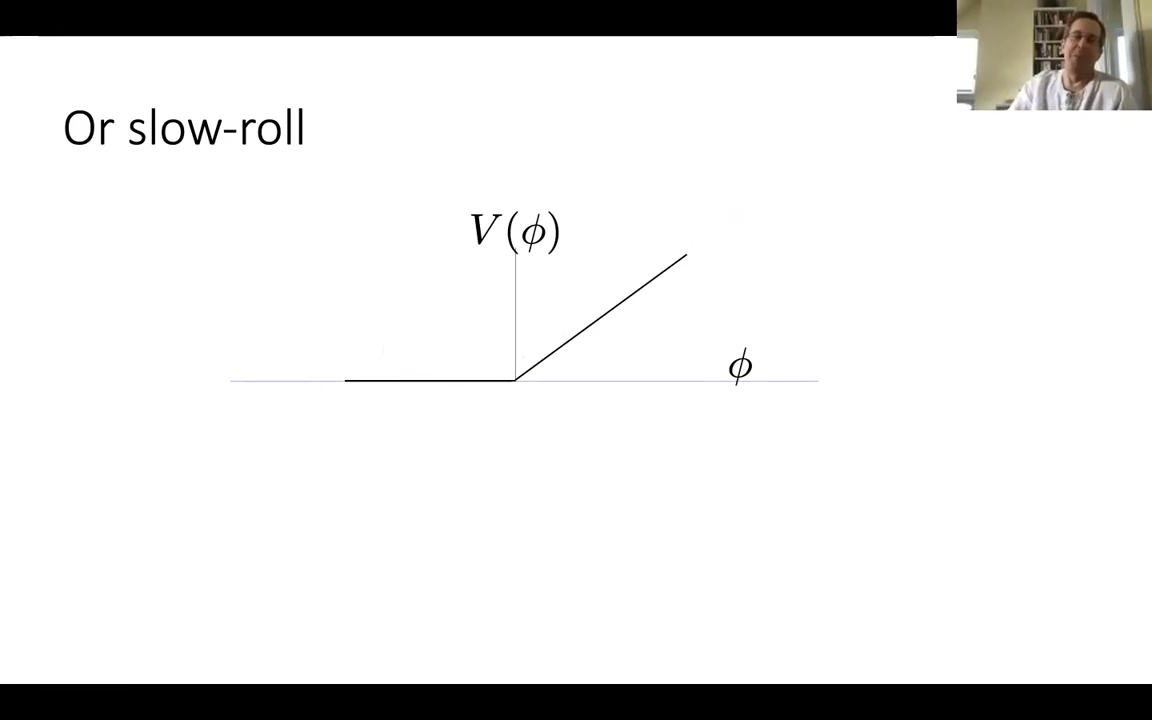 Or slow-roll
V(ϕ)
ϕ